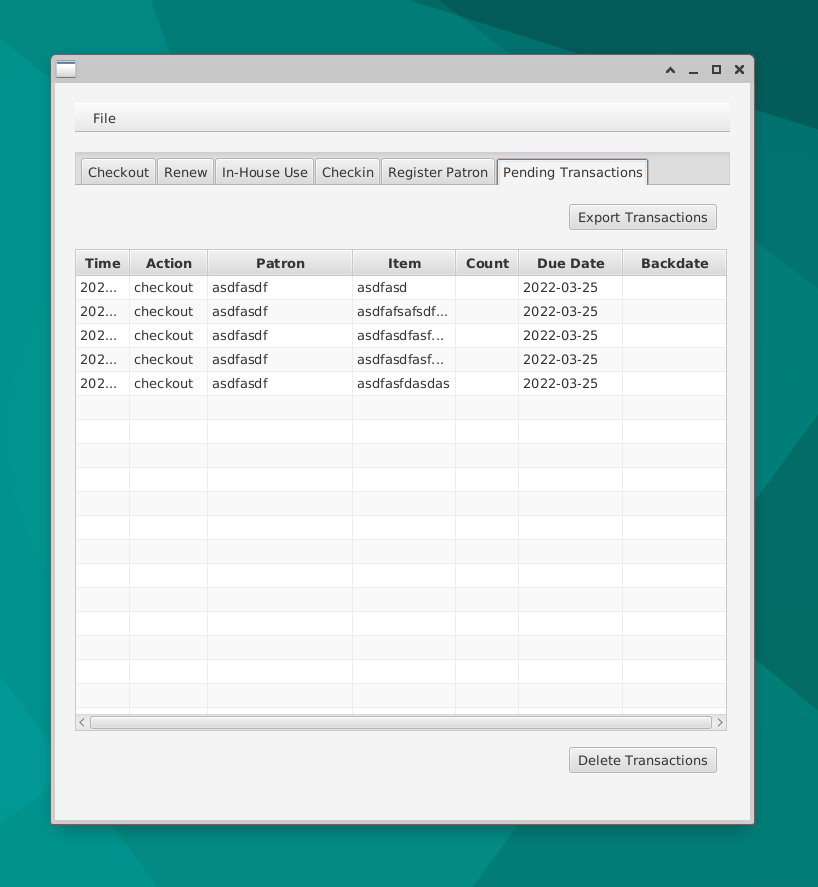 File
Checkout Renew In-House Use Checkin Register Patron Pending Transactions
Export Transactions
Time Action Patron Item Count Due Date Backdate
202... checkout asdfasdf asdfasd 2022-03-25
202... checkout asdfasdf asdfafsafsdf... 2022-03-25
202... checkout asdfasdf asdfasdfasf... 2022-03-25
202... checkout asdfasdf asdfasdfasf... 2022-03-25
202... checkout asdfasdf asdfasfdasdas 2022-03-25
Delete Transactions